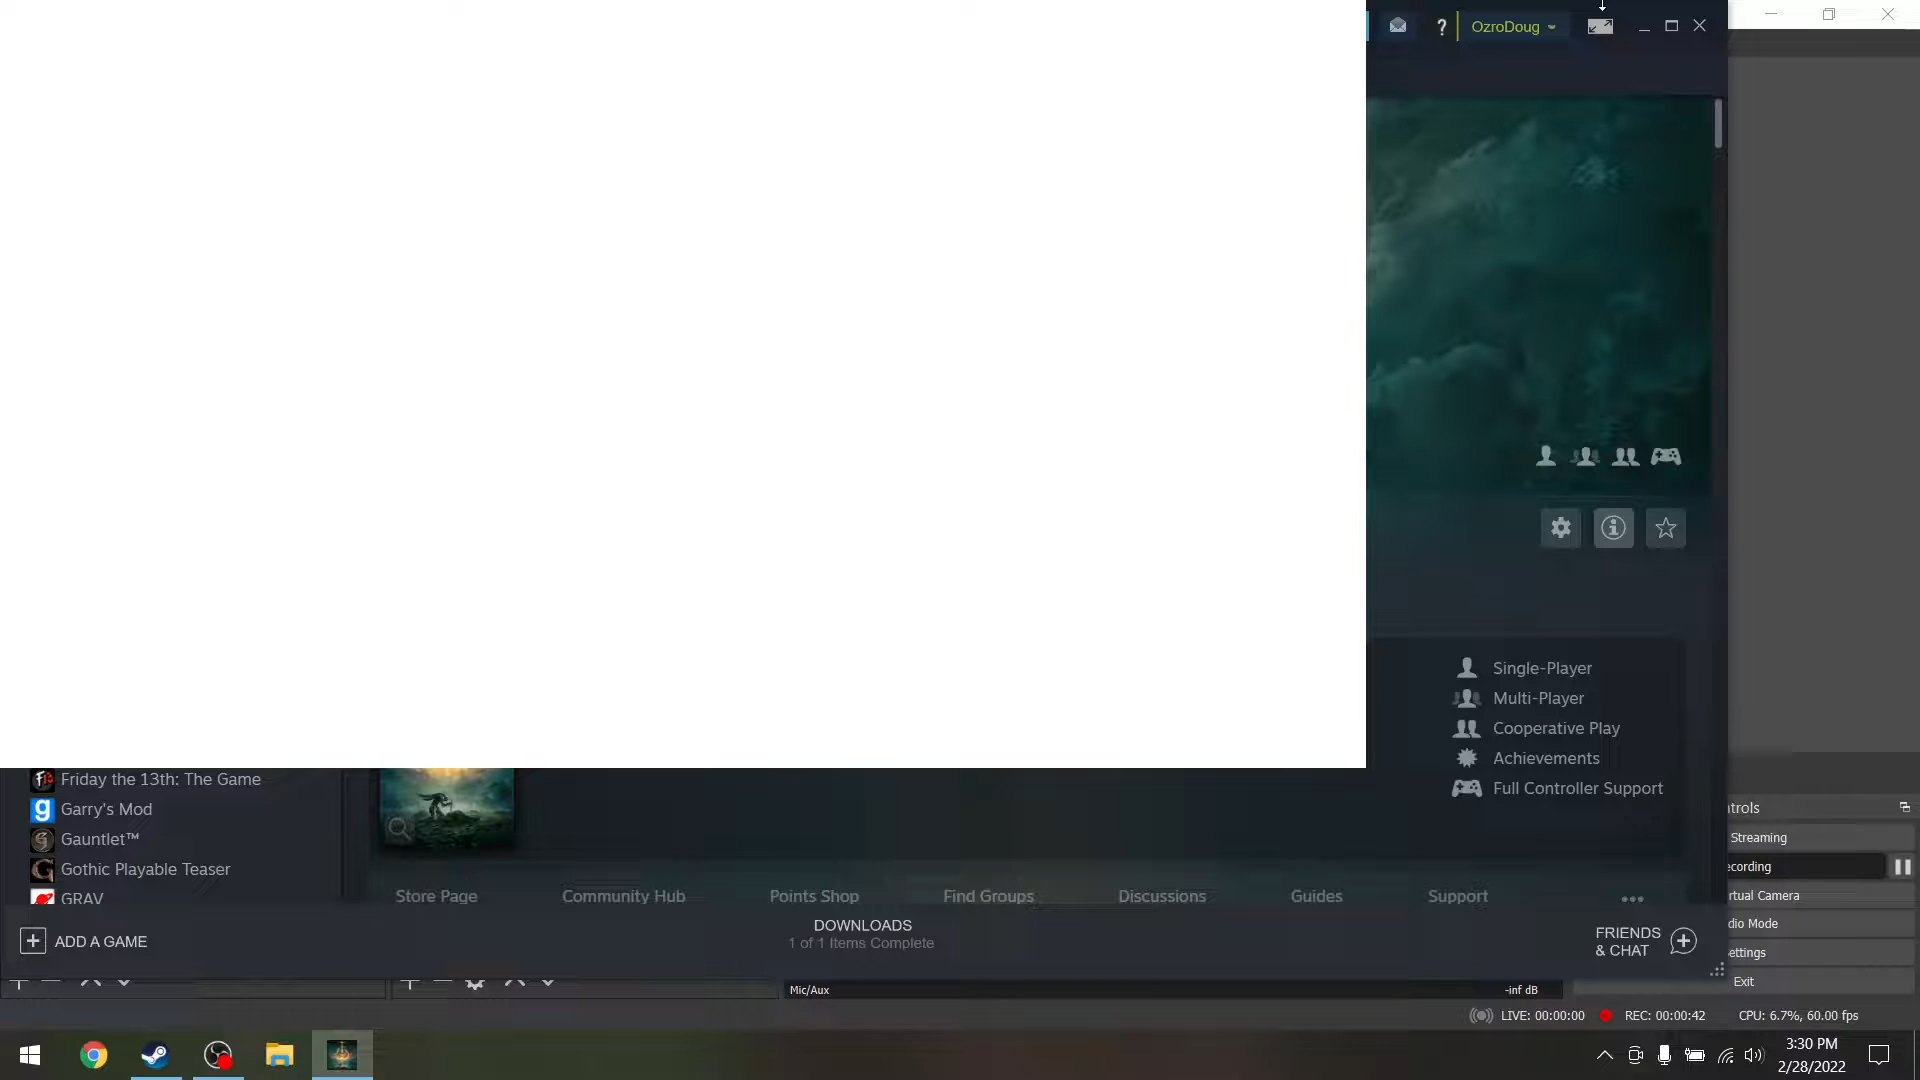 ?
OzroDoug
Single-Player
Multi-Player
Cooperative Play
Achievements
Full Controller Support
Friday the 13th: The Game
Garry's Mod
Gauntlet™
Gothic Playable Teaser
GRAV
Store Page
Community Hub
Points Shop
Find Groups
Discussions
Guides
Support
ADD A GAME
DOWNLOADS
1 of 1 Items Complete
FRIENDS
& CHAT
ntrols
Streaming
ecording
rtual Camera
dio Mode
ettings
Exit
Mic/Aux
-inf dB
LIVE: 00:00:00
REC: 00:00:42
CPU: 6.7%, 60.00 fps
3:30 PM
2/28/2022